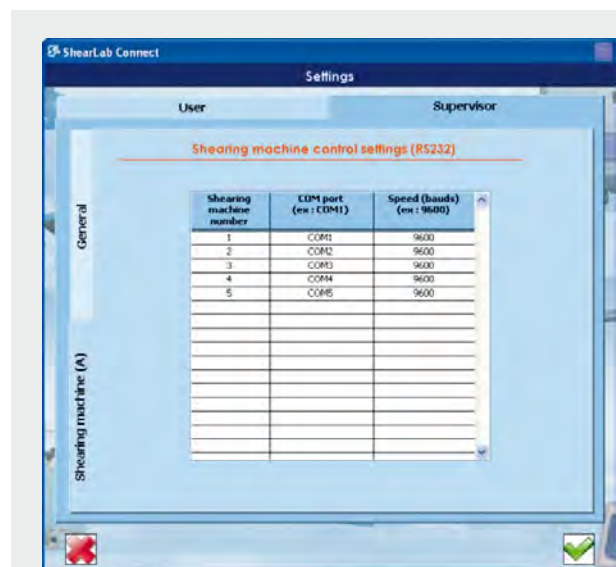 ShearLab Connect
Settings
User
Supervisor
Shearing machine control settings (RS232)
General
Shearing machine (A)
Shearing machine number
COM port (ex : COM1)
Speed (bauds) (ex : 9600)
1 COM1 9600
2 COM2 9600
3 COM3 9600
4 COM4 9600
5 COM5 9600